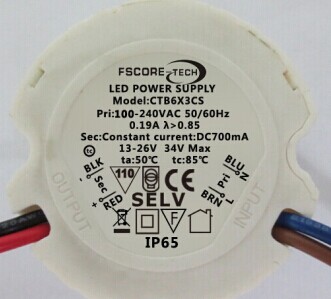 FSCORE-TECH
LED POWER SUPPLY
Model:CTB6X3CS
Pri:100-240VAC 50/60Hz
0.19A λ>0.85
Sec:Constant current:DC700mA
13-26V 34V Max
ta:50℃ tc:85℃
tc
- BLK
Sec
+ RED
110
CE
BLU N
Pri
BRN L
SELV
F
OUTPUT
INPUT
IP65